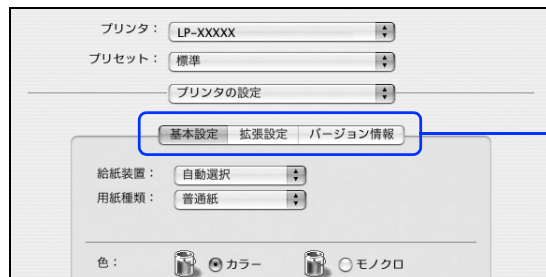 プリンタ： LP-XXXXX
プリセット： 標準
プリンタの設定
基本設定 拡張設定 バージョン情報
給紙装置： 自動選択
用紙種類： 普通紙
色： カラー モノクロ